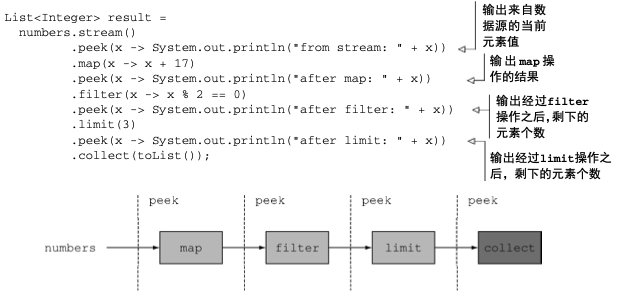 List<Integer> result =
numbers.stream()
.peek(x -> System.out.println("from stream: " + x))
.map(x -> x + 17)
.peek(x -> System.out.println("after map: " + x))
.filter(x -> x % 2 == 0)
.peek(x -> System.out.println("after filter: " + x))
.limit(3)
.peek(x -> System.out.println("after limit: " + x))
.collect(toList());
输出来自数
据源的当前
元素值
输出map操
作的结果
输出经过filter
操作之后,剩下的
元素个数
输出经过limit操作之
后，剩下的元素个数
peek peek peek peek
numbers map filter limit collect